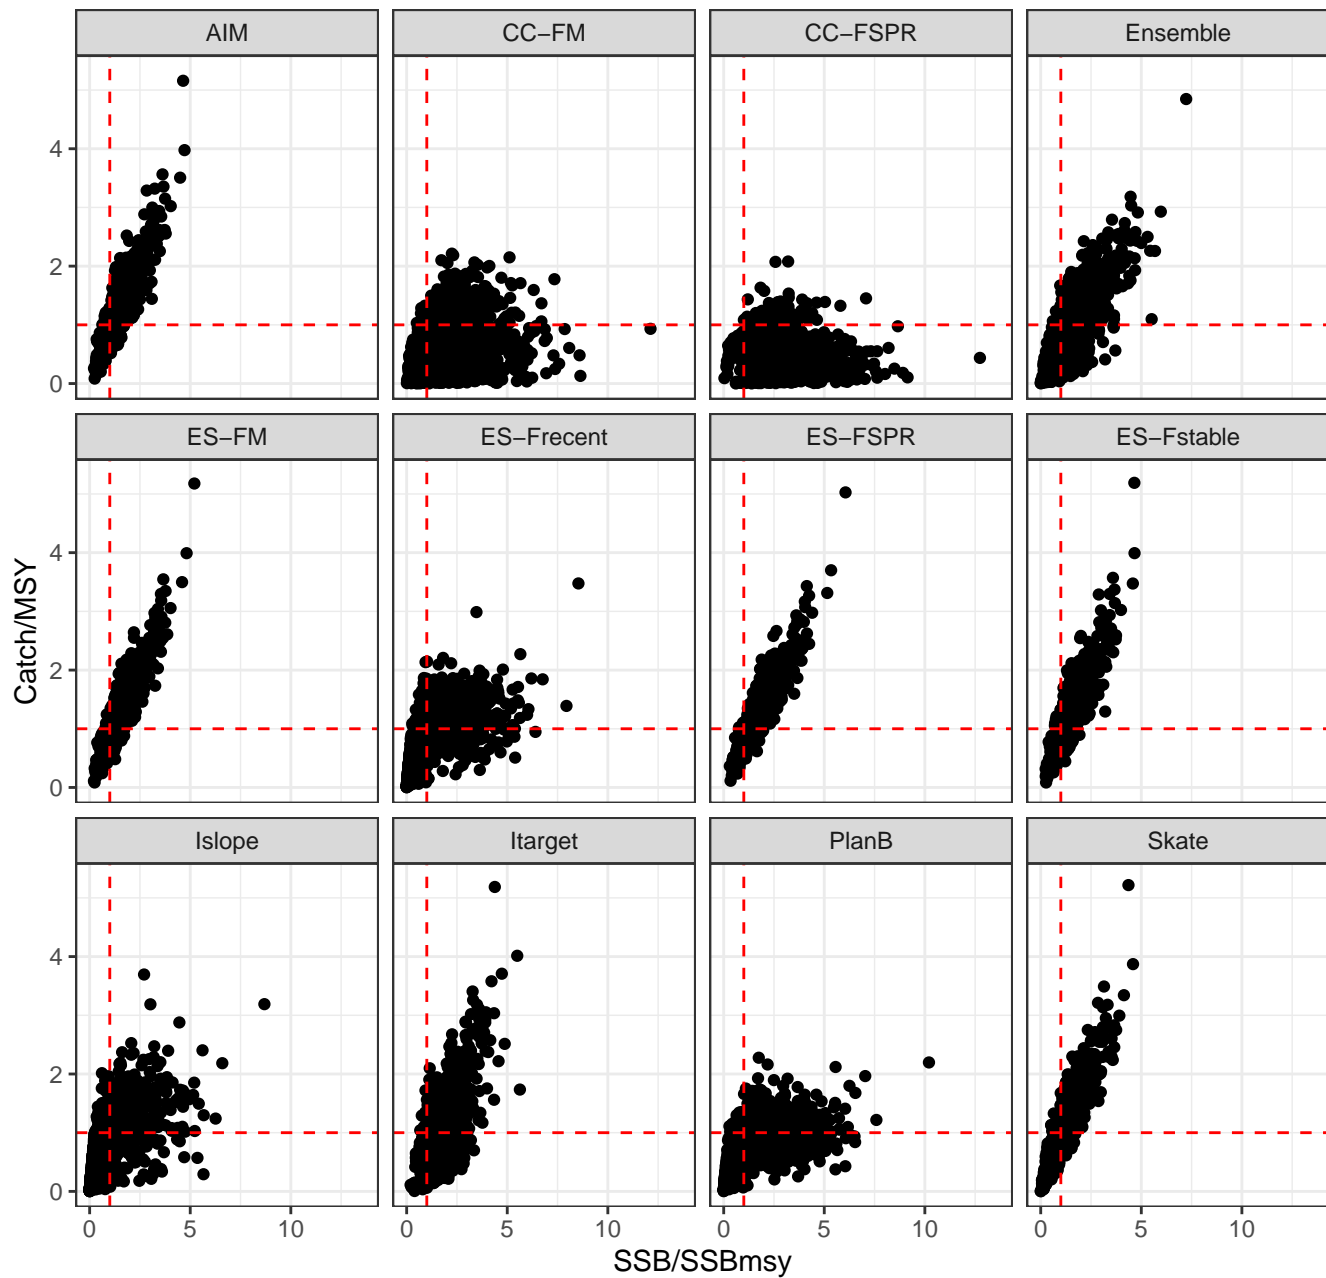 AIM CC−FM CC−FSPR Ensemble
4
2
0
ES−FM ES−Frecent ES−FSPR ES−Fstable
4
2
0
Catch/MSY
Islope Itarget PlanB Skate
4
2
0
0 5 10 0 5 10 0 5 10 0 5 10
SSB/SSBmsy